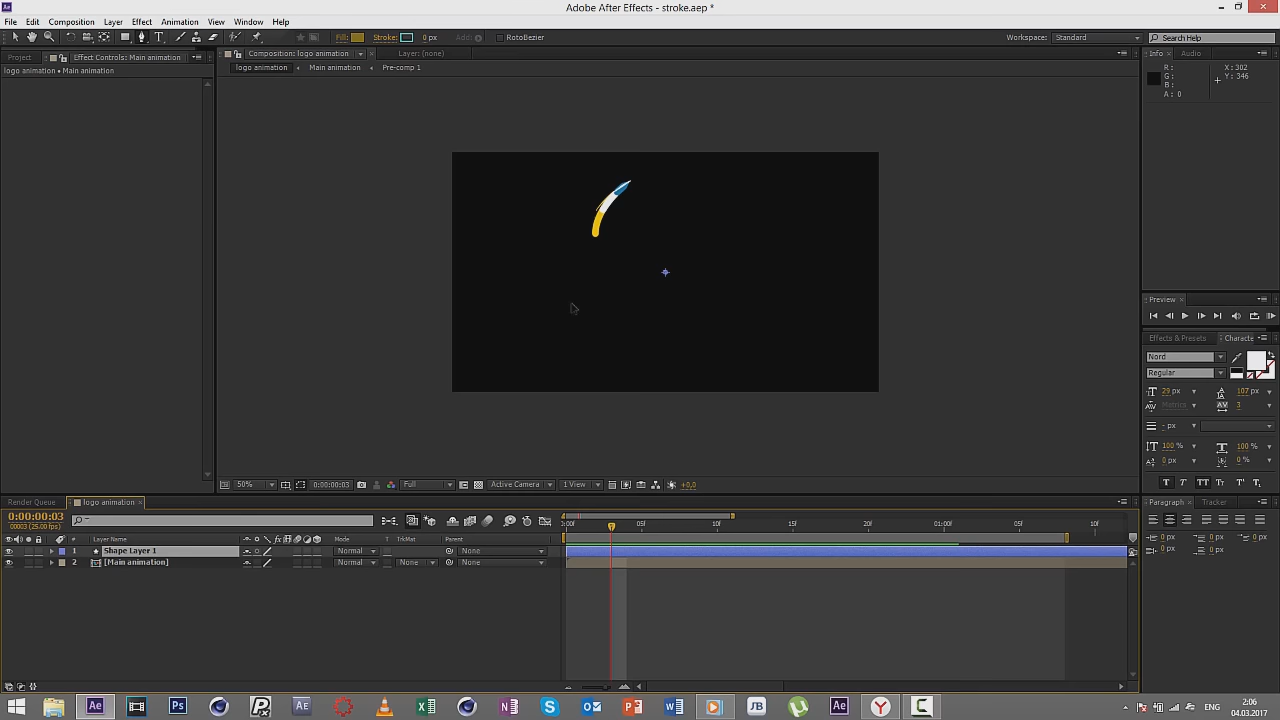 Adobe After Effects - stroke.aep *
File Edit Composition Layer Effect Animation View Window Help
Fill: Stroke: 0 px Add: RotoBezier
Workspace: Standard Search Help
Project Effect Controls: Main animation
logo animation • Main animation
Composition: logo animation Layer: (none)
logo animation Main animation Pre-comp 1
Info Audio
R: X: 302
G: Y: 346
B:
A: 0
Preview
Effects & Presets Characte
Nord
Regular
29 px 107 px
Metrics 3
- px
100 % 100 %
0 px 0 %
T T TT Tr T' T,
50% 0:00:00:03 Full Active Camera 1 View +0,0
Render Queue logo animation
0:00:00:03
00003 (25.00 fps)
# Layer Name Mode T TrkMat Parent
:00f 05f 10f 15f 20f 01:00f 05f 10f
1 Shape Layer 1 Normal None
2 [Main animation] Normal None None
Paragraph Tracker
0 px 0 px 0 px
0 px 0 px
ENG 2:06
04.03.2017